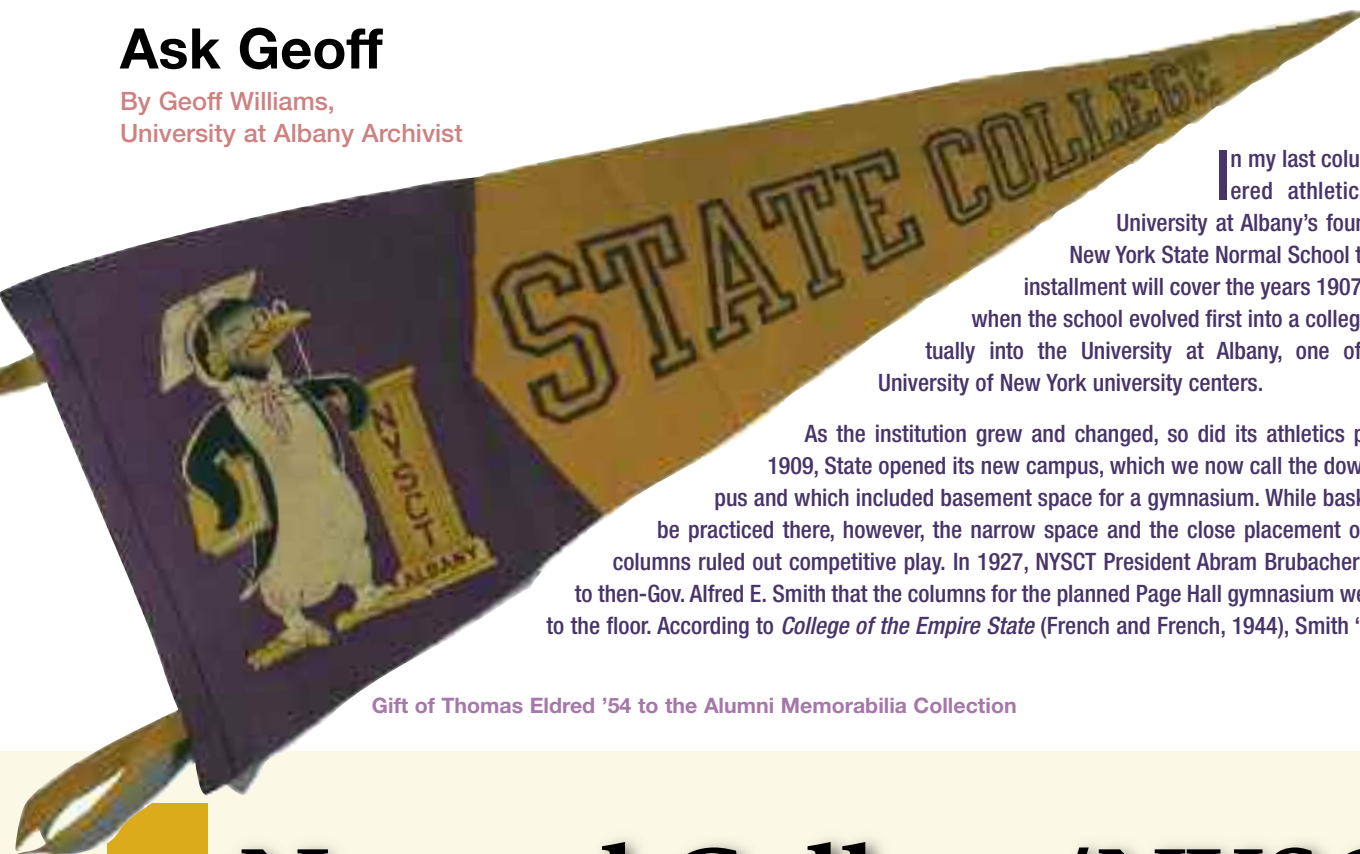 Ask Geoff
By Geoff Williams,
University at Albany Archivist
STATE COLLEGE
NYSCT
ALBANY
In my last colu
ered athletic
University at Albany’s four
New York State Normal School t
installment will cover the years 1907
when the school evolved first into a colleg
tually into the University at Albany, one of
University of New York university centers.
As the institution grew and changed, so did its athletics p
1909, State opened its new campus, which we now call the dow
pus and which included basement space for a gymnasium. While bask
be practiced there, however, the narrow space and the close placement o
columns ruled out competitive play. In 1927, NYSCT President Abram Brubacher
to then-Gov. Alfred E. Smith that the columns for the planned Page Hall gymnasium we
to the floor. According to College of the Empire State (French and French, 1944), Smith ‘
Gift of Thomas Eldred ’54 to the Alumni Memorabilia Collection